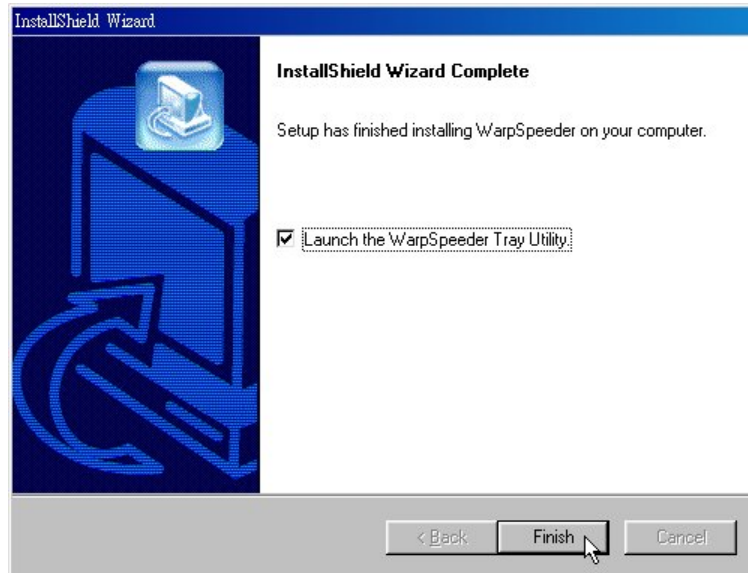 InstallShield Wizard
InstallShield Wizard Complete
Setup has finished installing WarpSpeeder on your computer.
Launch the WarpSpeeder Tray Utility.
< Back Finish Cancel